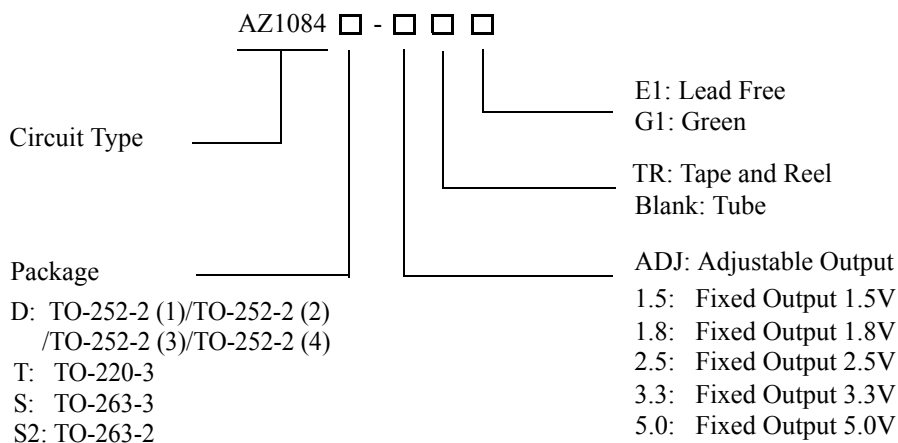 AZ1084 □ - □ □ □
Circuit Type
Package
D: TO-252-2 (1)/TO-252-2 (2)
/TO-252-2 (3)/TO-252-2 (4)
T: TO-220-3
S: TO-263-3
S2: TO-263-2
E1: Lead Free
G1: Green
TR: Tape and Reel
Blank: Tube
ADJ: Adjustable Output
1.5: Fixed Output 1.5V
1.8: Fixed Output 1.8V
2.5: Fixed Output 2.5V
3.3: Fixed Output 3.3V
5.0: Fixed Output 5.0V